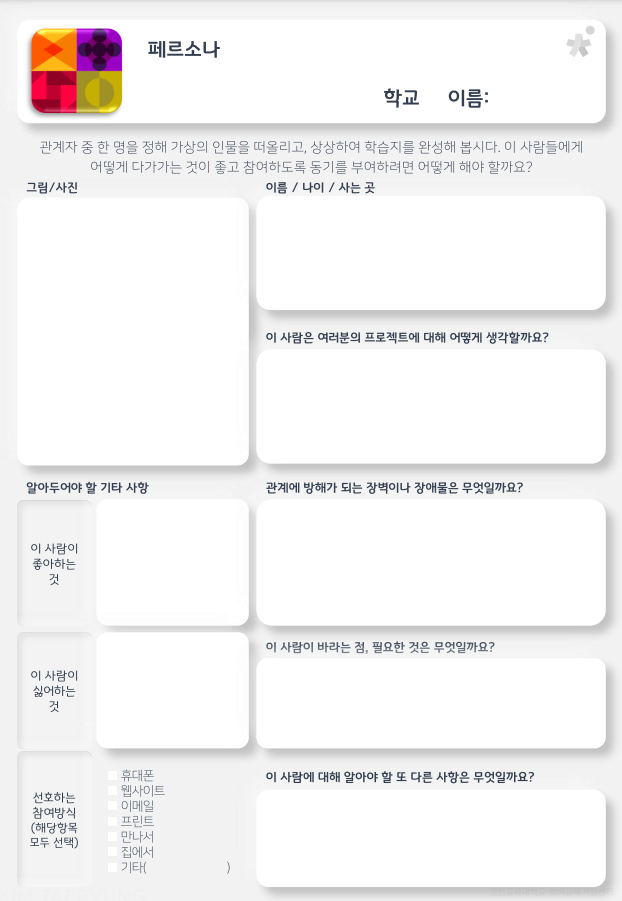 페르소나
학교 이름:
관계자 중 한 명을 정해 가상의 인물을 떠올리고, 상상하여 학습지를 완성해 봅시다. 이 사람들에게
어떻게 다가가는 것이 좋고 참여하도록 동기를 부여하려면 어떻게 해야 할까요?
그림/사진
이름 / 나이 / 사는 곳
이 사람은 여러분의 프로젝트에 대해 어떻게 생각할까요?
알아두어야 할 기타 사항
관계에 방해가 되는 장벽이나 장애물은 무엇일까요?
이 사람이
좋아하는
것
이 사람이 바라는 점, 필요한 것은 무엇일까요?
이 사람이
싫어하는
것
이 사람에 대해 알아야 할 또 다른 사항은 무엇일까요?
선호하는
참여방식
(해당항목
모두 선택)
휴대폰
웹사이트
이메일
프린트
만나서
집에서
기타( )